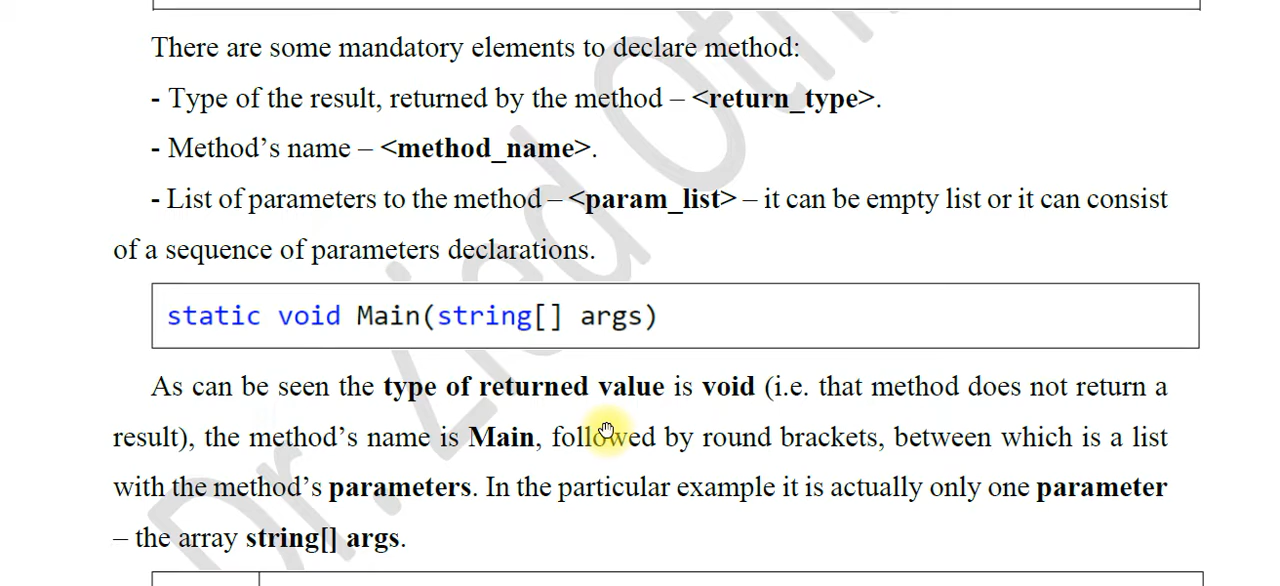 There are some mandatory elements to declare method:
- Type of the result, returned by the method – <return_type>.
- Method’s name – <method_name>.
- List of parameters to the method – <param_list> – it can be empty list or it can consist
of a sequence of parameters declarations.
static void Main(string[] args)
As can be seen the type of returned value is void (i.e. that method does not return a
result), the method’s name is Main, followed by round brackets, between which is a list
with the method’s parameters. In the particular example it is actually only one parameter
– the array string[] args.
Dr. Zied Oth